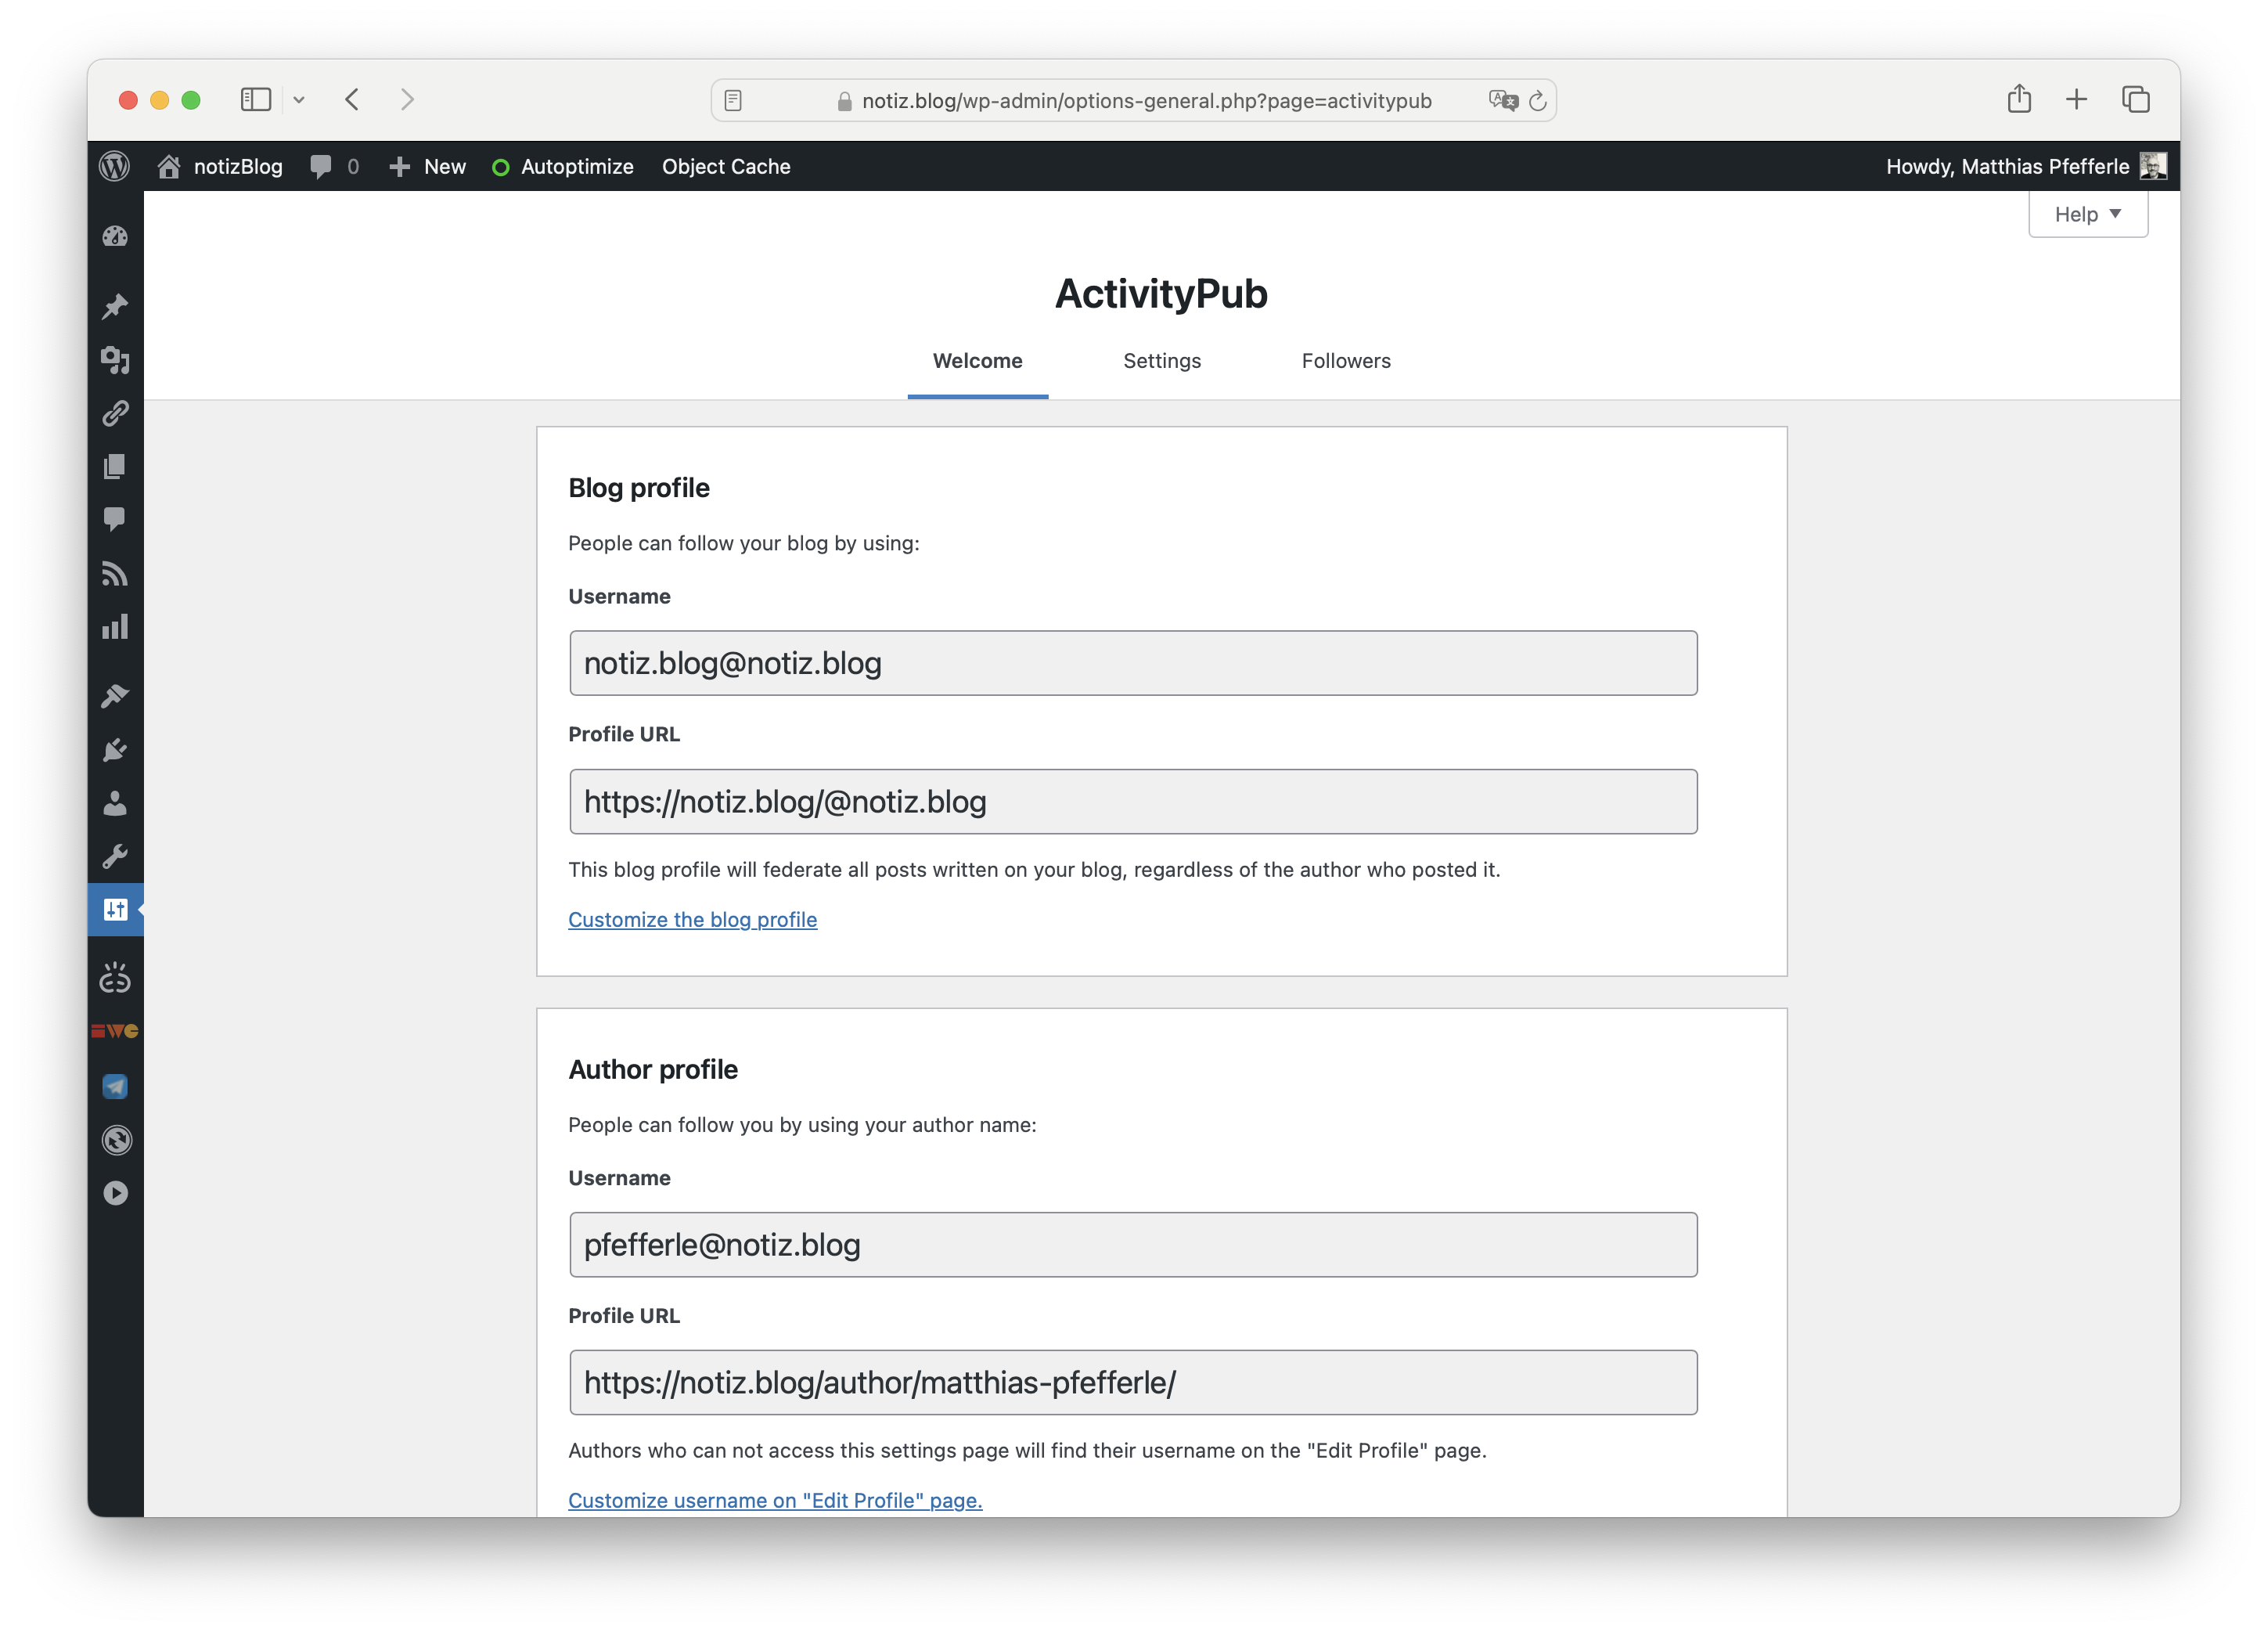 notiz.blog/wp-admin/options-general.php?page=activitypub
notizBlog 0 New Autoptimize Object Cache Howdy, Matthias Pfefferle
Help
ActivityPub
Welcome Settings Followers
Blog profile
People can follow your blog by using:
Username
notiz.blog@notiz.blog
Profile URL
https://notiz.blog/@notiz.blog
This blog profile will federate all posts written on your blog, regardless of the author who posted it.
Customize the blog profile
Author profile
People can follow you by using your author name:
Username
pfefferle@notiz.blog
Profile URL
https://notiz.blog/author/matthias-pfefferle/
Authors who can not access this settings page will find their username on the "Edit Profile" page.
Customize username on "Edit Profile" page.